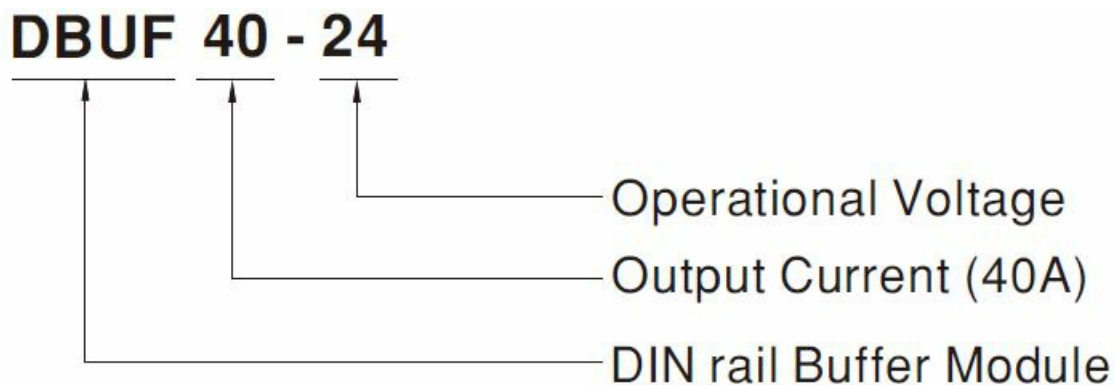 DBUF 40 - 24
Operational Voltage
Output Current (40A)
DIN rail Buffer Module